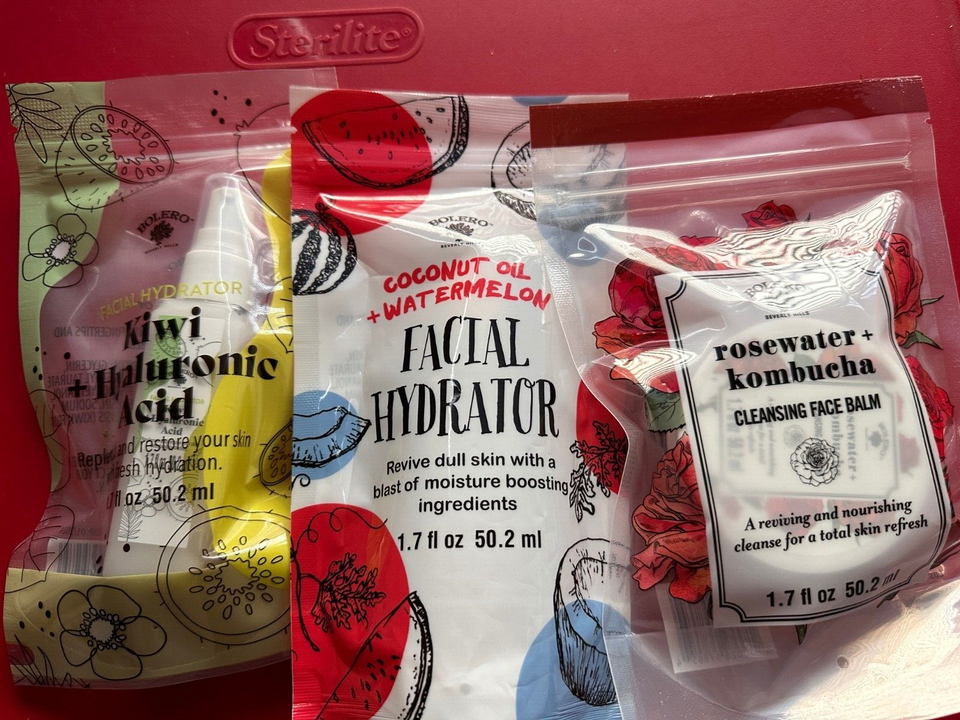 Sterilite®
BOLERO
FACIAL HYDRATOR
kiwi
+ Hyaluronic
Acid
and restore your skin
fresh hydration.
fl oz 50.2 ml
BOLERO
BEVERLY HILLS
COCONUT OIL
+ WATERMELON
FACIAL
HYDRATOR
Revive dull skin with a
blast of moisture boosting
ingredients
1.7 fl oz 50.2 ml
BOLERO
BEVERLY HILLS
rosewater +
kombucha
CLEANSING FACE BALM
A reviving and nourishing
cleanse for a total skin refresh
1.7 fl oz 50.2 ml